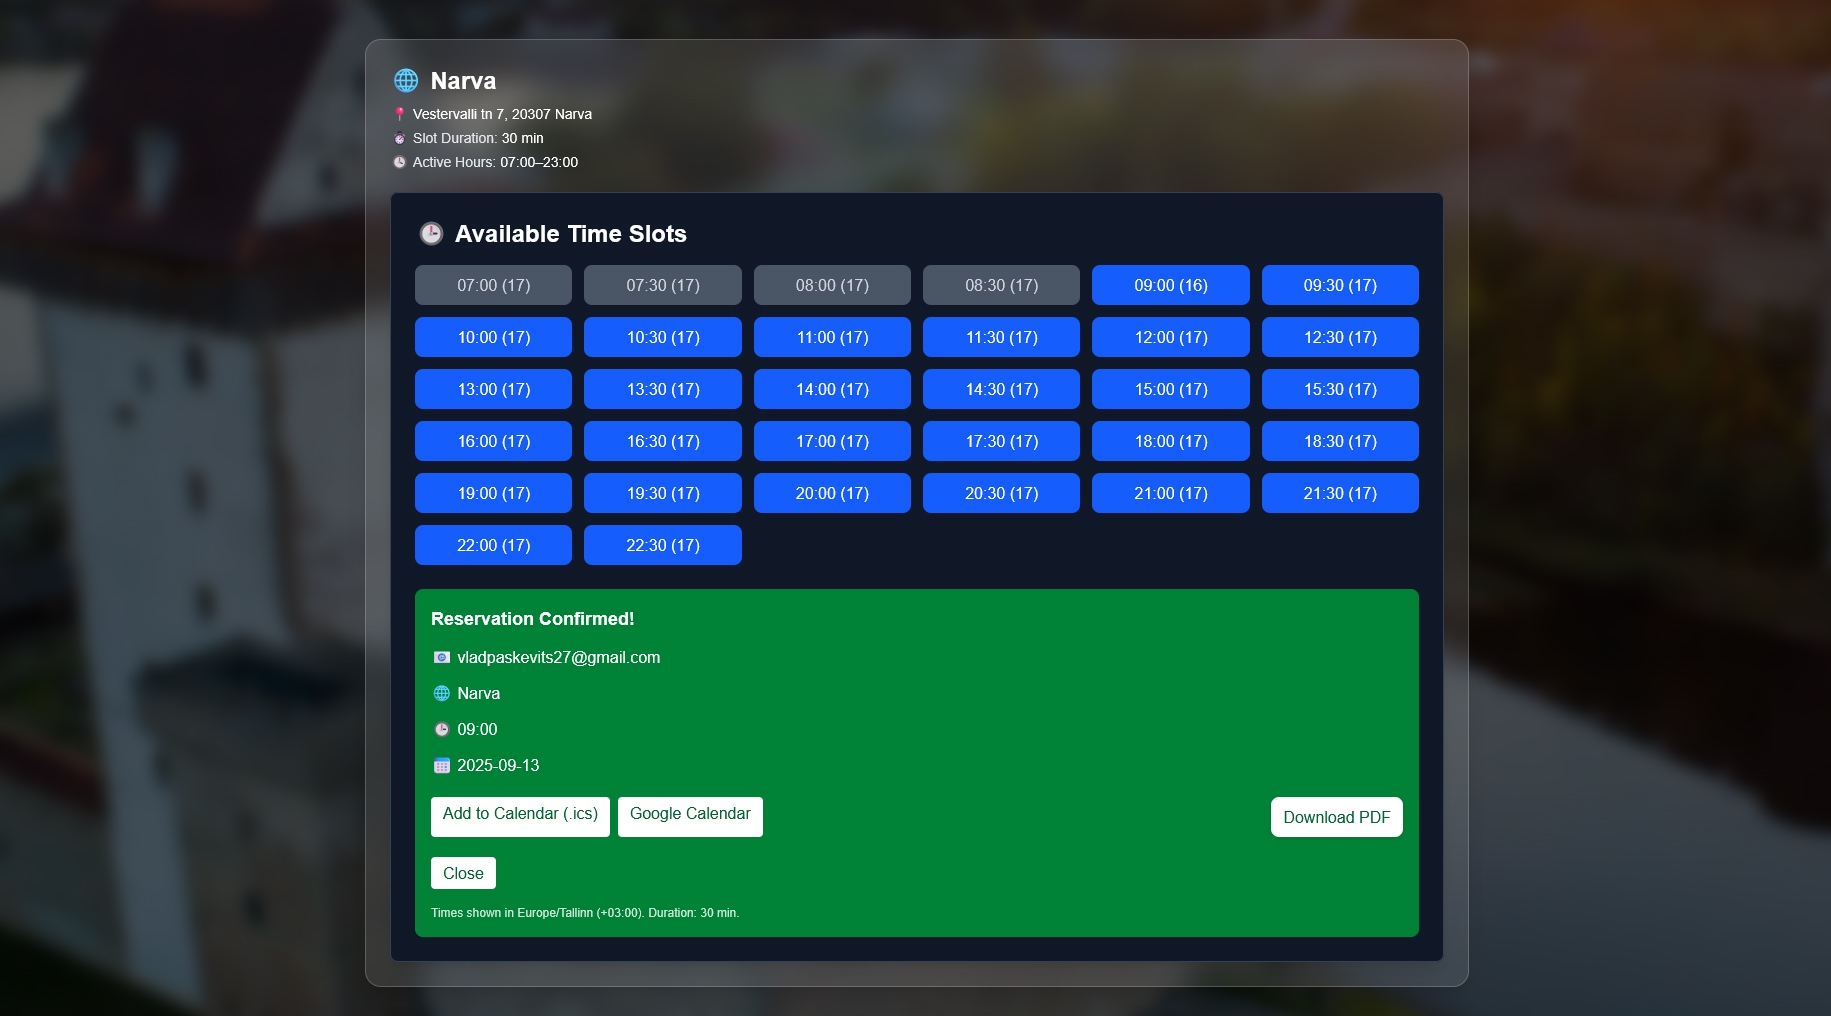 Narva
Vestervalli tn 7, 20307 Narva
Slot Duration: 30 min
Active Hours: 07:00–23:00
Available Time Slots
07:00 (17) 07:30 (17) 08:00 (17) 08:30 (17) 09:00 (16) 09:30 (17)
10:00 (17) 10:30 (17) 11:00 (17) 11:30 (17) 12:00 (17) 12:30 (17)
13:00 (17) 13:30 (17) 14:00 (17) 14:30 (17) 15:00 (17) 15:30 (17)
16:00 (17) 16:30 (17) 17:00 (17) 17:30 (17) 18:00 (17) 18:30 (17)
19:00 (17) 19:30 (17) 20:00 (17) 20:30 (17) 21:00 (17) 21:30 (17)
22:00 (17) 22:30 (17)
Reservation Confirmed!
vladpaskevits27@gmail.com
Narva
09:00
2025-09-13
Add to Calendar (.ics) Google Calendar Download PDF
Close
Times shown in Europe/Tallinn (+03:00). Duration: 30 min.